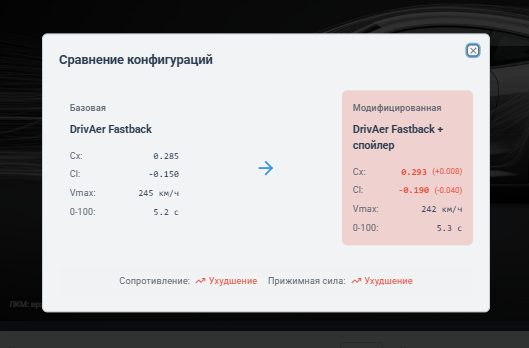 Сравнение конфигураций
Базовая
DrivAer Fastback
Cx: 0.285
Cl: -0.150
Vmax: 245 км/ч
0-100: 5.2 с
Модифицированная
DrivAer Fastback +
спойлер
Cx: 0.293 (+0.008)
Cl: -0.190 (-0.040)
Vmax: 242 км/ч
0-100: 5.3 с
Сопротивление: Ухудшение Прижимная сила: Ухудшение
ЛКМ: